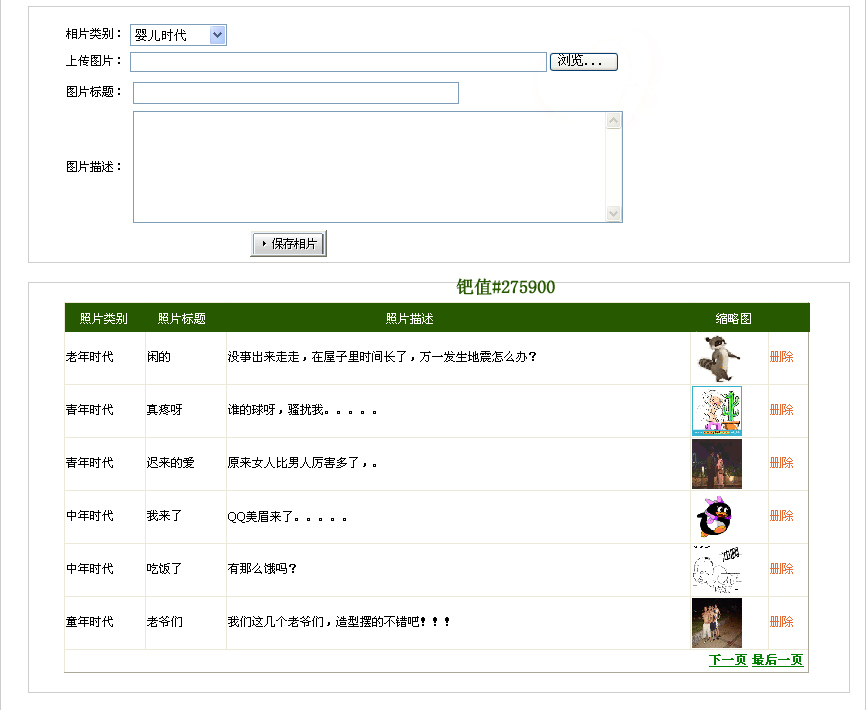 相片类别： 婴儿时代
上传图片： 浏览...
图片标题：
图片描述：
保存相片
钯值#275900
照片类别 照片标题 照片描述 缩略图
老年时代 闲的 没事出来走走，在屋子里时间长了，万一发生地震怎么办？ 删除
青年时代 真疼呀 谁的球呀，骚扰我。。。。。 删除
青年时代 迟来的爱 原来女人比男人厉害多了，。 删除
中年时代 我来了 QQ美眉来了。。。。。 删除
中年时代 吃饭了 有那么饿吗？ 删除
童年时代 老爷们 我们这几个老爷们，造型摆的不错吧！！！ 删除
下一页 最后一页